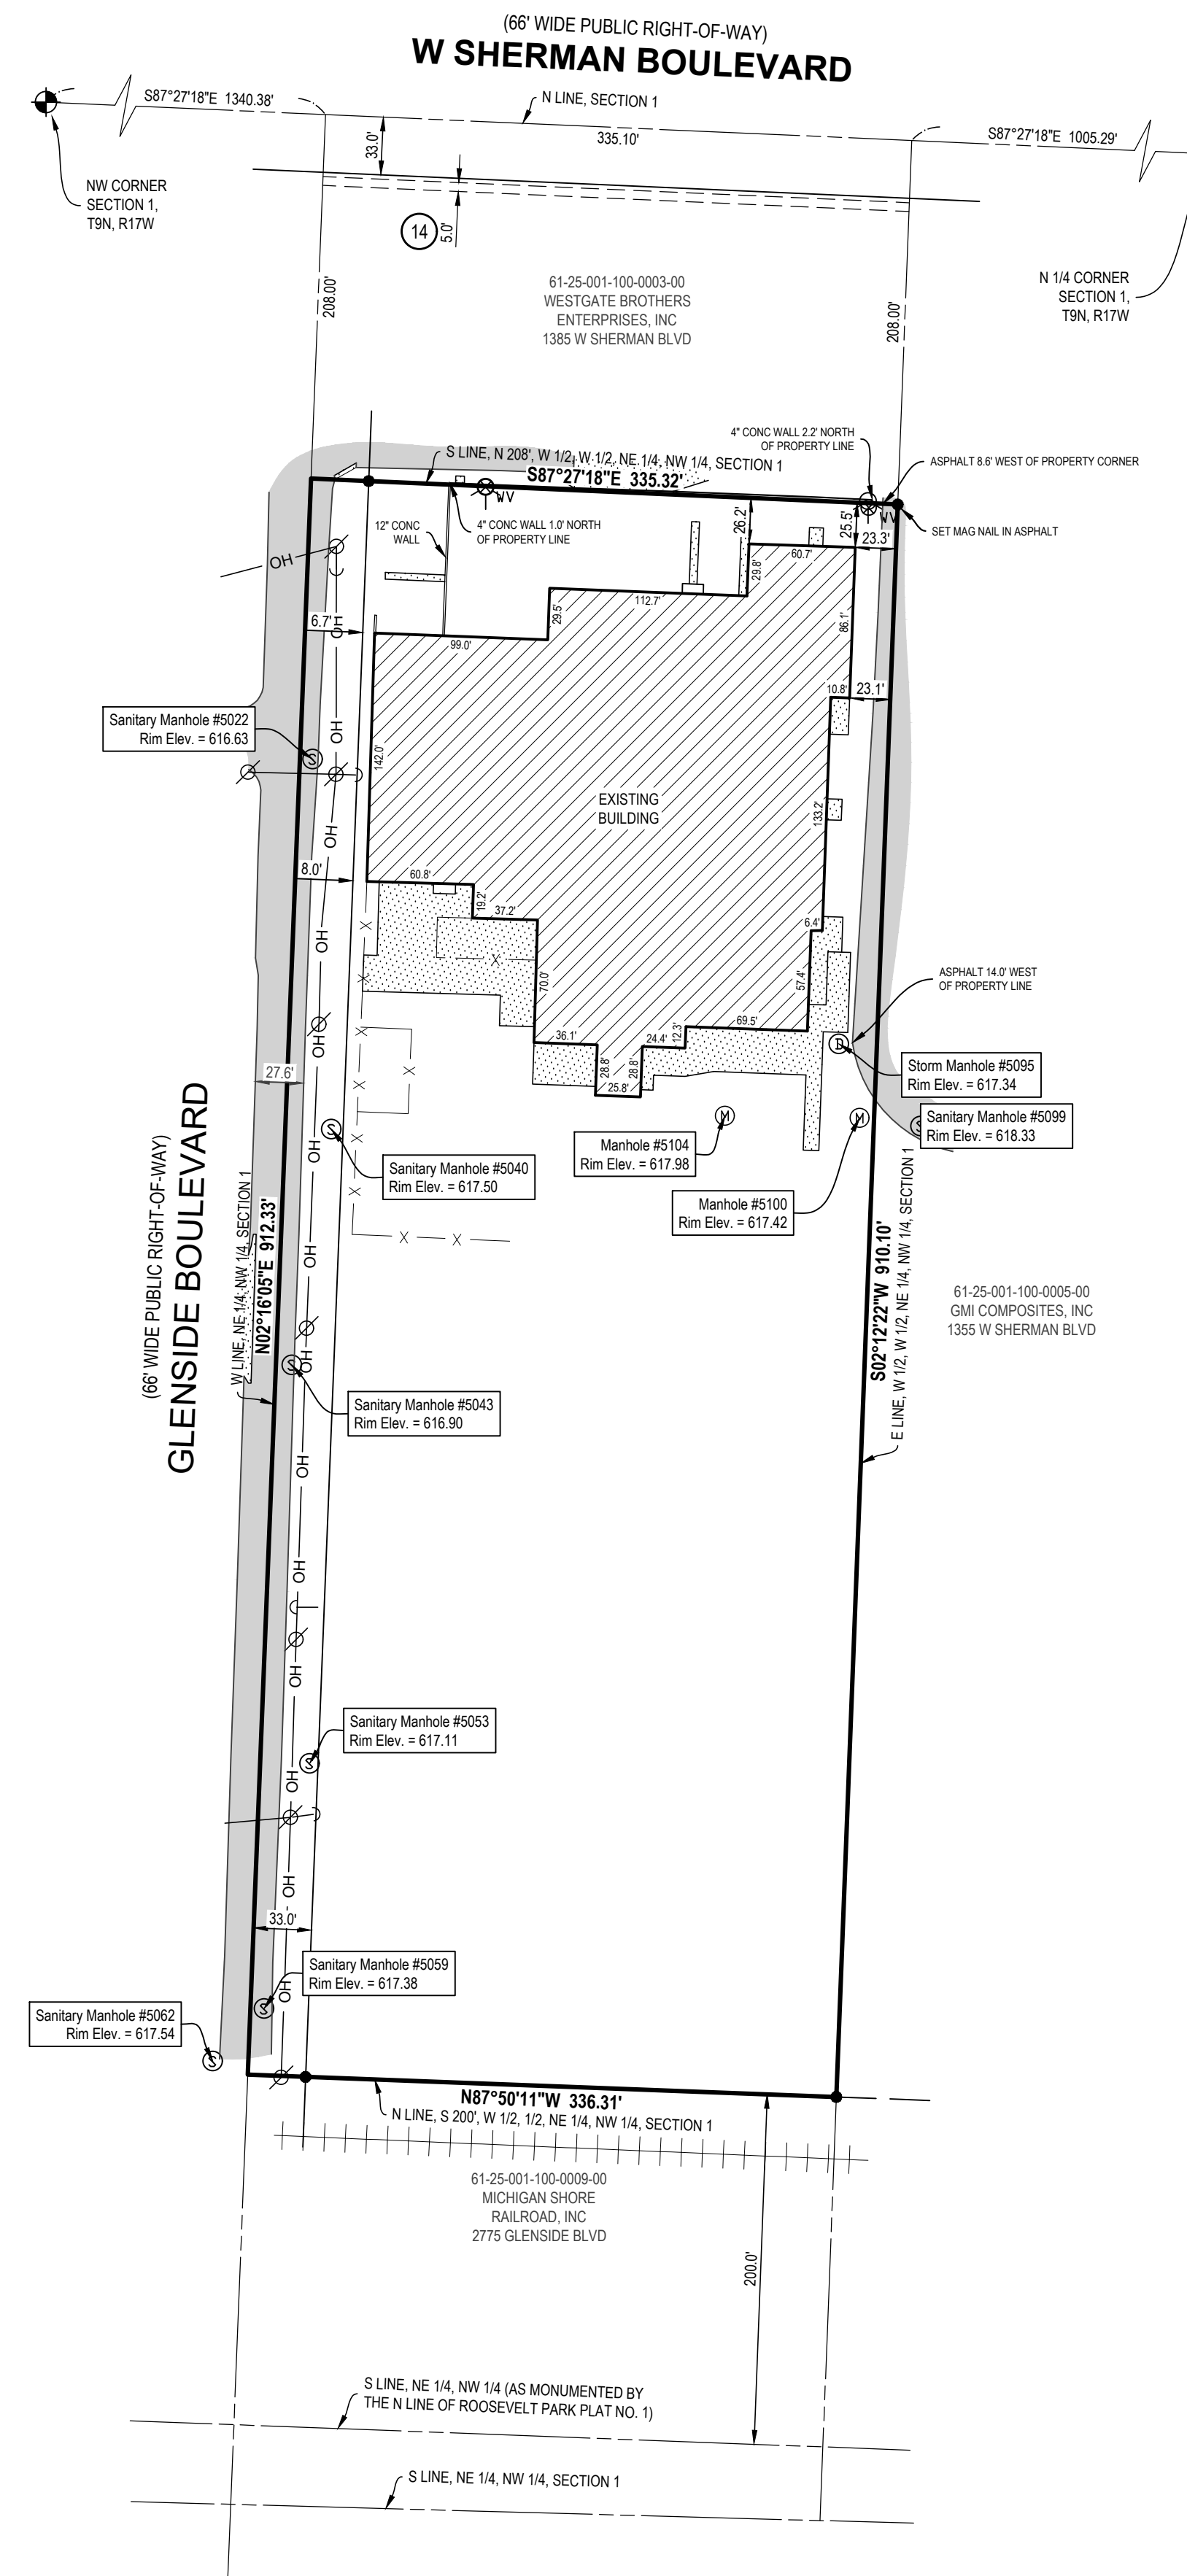 (66' WIDE PUBLIC RIGHT-OF-WAY)
W SHERMAN BOULEVARD
S87°27'18"E 1340.38'
N LINE, SECTION 1
335.10'
S87°27'18"E 1005.29'
33.0'
NW CORNER
SECTION 1,
T9N, R17W
14
5.0'
N 1/4 CORNER
SECTION 1,
T9N, R17W
208.00'
61-25-001-100-0003-00
WESTGATE BROTHERS
ENTERPRISES, INC
1385 W SHERMAN BLVD
208.00'
4" CONC WALL 2.2' NORTH
OF PROPERTY LINE
S LINE, N 208', W 1/2, W 1/2, NE 1/4, NW 1/4, SECTION 1
ASPHALT 8.6' WEST OF PROPERTY CORNER
S87°27'18"E 335.32'
WV
WV
12" CONC
WALL
4" CONC WALL 1.0' NORTH
OF PROPERTY LINE
26.2'
25.5'
SET MAG NAIL IN ASPHALT
23.3'
60.7'
29.8'
OH
112.7'
29.5'
86.1'
6.7'
OH
99.0'
10.8'
23.1'
Sanitary Manhole #5022
Rim Elev. = 616.63
S
OH
142.0'
EXISTING
BUILDING
133.2'
OH
8.0'
60.8'
19.2'
37.2'
6.4'
X
OH
X
X
70.0'
57.4'
ASPHALT 14.0' WEST
OF PROPERTY LINE
OH
X
36.1'
24.4'
12.3'
69.5'
D
28.8'
28.8'
25.8'
27.6'
X
X
Storm Manhole #5095
Rim Elev. = 617.34
M
M
S
Sanitary Manhole #5099
Rim Elev. = 618.33
S
OH
X
Manhole #5104
Rim Elev. = 617.98
Sanitary Manhole #5040
Rim Elev. = 617.50
X
Manhole #5100
Rim Elev. = 617.42
(66' WIDE PUBLIC RIGHT-OF-WAY)
GLENSIDE BOULEVARD
W LINE, NE 1/4, NW 1/4, SECTION 1
N02°16'05"E 912.33'
OH
X
X
S02°12'22"W 910.10'
E LINE, W 1/2, W 1/2, NE 1/4, NW 1/4, SECTION 1
61-25-001-100-0005-00
GMI COMPOSITES, INC
1355 W SHERMAN BLVD
S
OH
Sanitary Manhole #5043
Rim Elev. = 616.90
OH
OH
OH
Sanitary Manhole #5053
Rim Elev. = 617.11
S
OH
OH
33.0'
Sanitary Manhole #5059
Rim Elev. = 617.38
OH
S
Sanitary Manhole #5062
Rim Elev. = 617.54
S
N87°50'11"W 336.31'
N LINE, S 200', W 1/2, 1/2, NE 1/4, NW 1/4, SECTION 1
61-25-001-100-0009-00
MICHIGAN SHORE
RAILROAD, INC
2775 GLENSIDE BLVD
200.0'
S LINE, NE 1/4, NW 1/4 (AS MONUMENTED BY
THE N LINE OF ROOSEVELT PARK PLAT NO. 1)
S LINE, NE 1/4, NW 1/4, SECTION 1